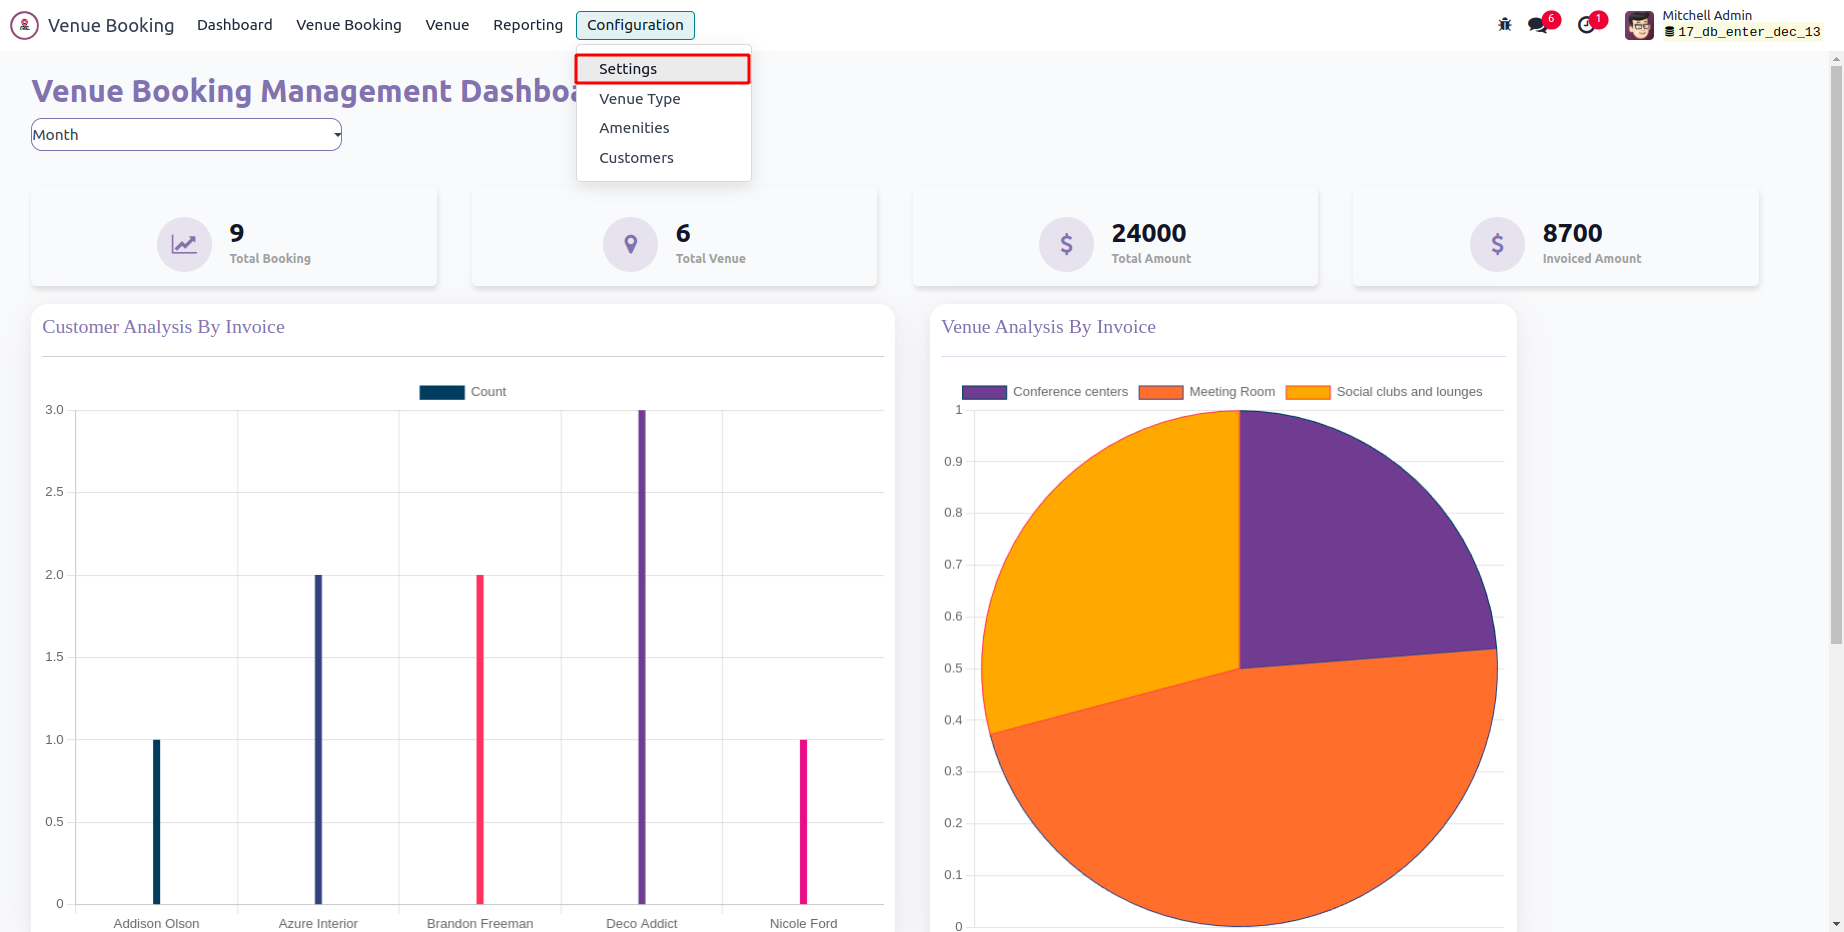 Venue Booking Dashboard Venue Booking Venue Reporting Configuration 6 1 Mitchell Admin
17_db_enter_dec_13
Settings
Venue Type
Amenities
Customers
Venue Booking Management
Month
9
Total Booking
6
Total Venue
24000
Total Amount
8700
Invoiced Amount
Customer Analysis By Invoice
Count
3.0
2.5
2.0
1.5
1.0
0.5
0
Addison Olson Azure Interior Brandon Freeman Deco Addict Nicole Ford
Venue Analysis By Invoice
Conference centers Meeting Room Social clubs and lounges
1
0.9
0.8
0.7
0.6
0.5
0.4
0.3
0.2
0.1
0